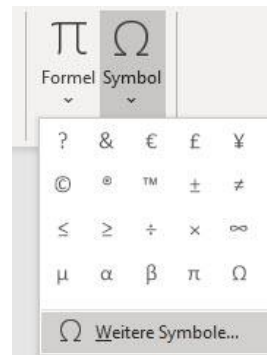 π Ω
Formel Symbol
? & € £ ¥
© ® ™ ± ≠
≤ ≥ ÷ × ∞
µ α β π Ω
Ω Weitere Symbole...